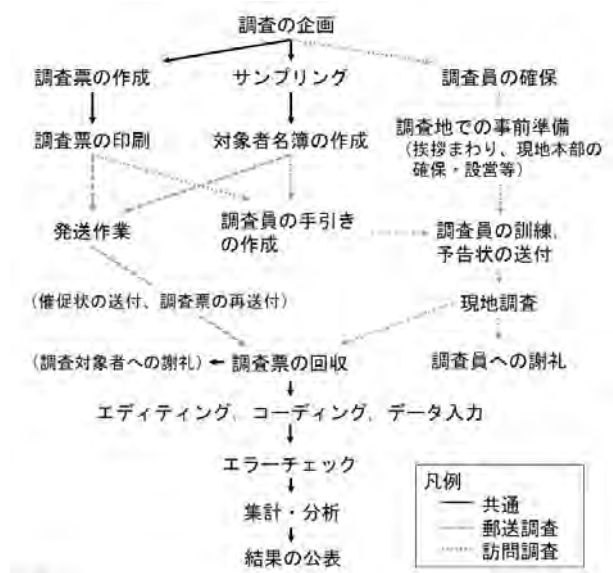 調査の企画
調査票の作成
サンプリング
調査員の確保
調査票の印刷
対象者名簿の作成
調査地での事前準備
(挨拶まわり、現地本部の
確保・設営等)
発送作業
調査員の手引き
の作成
調査員の訓練、
予告状の送付
(催促状の送付、調査票の再送付)
現地調査
(調査対象者への謝礼)
調査票の回収
調査員への謝礼
エディティング、コーディング、データ入力
エラーチェック
集計・分析
結果の公表
凡例
共通
郵送調査
訪問調査